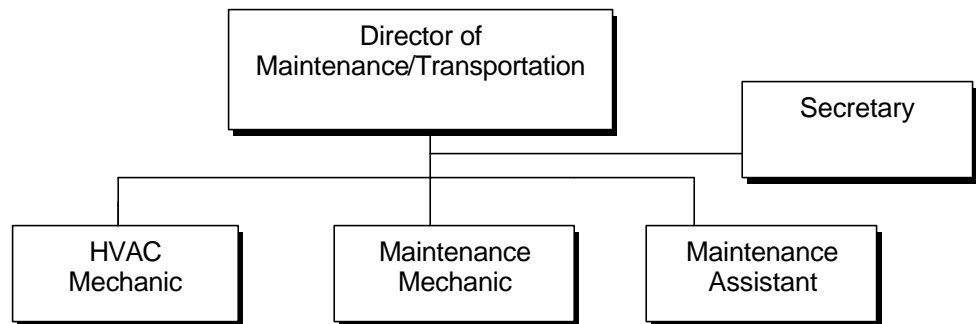 Director of
Maintenance/Transportation
Secretary
HVAC
Mechanic
Maintenance
Mechanic
Maintenance
Assistant